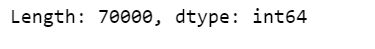 Length: 70000, dtype: int64